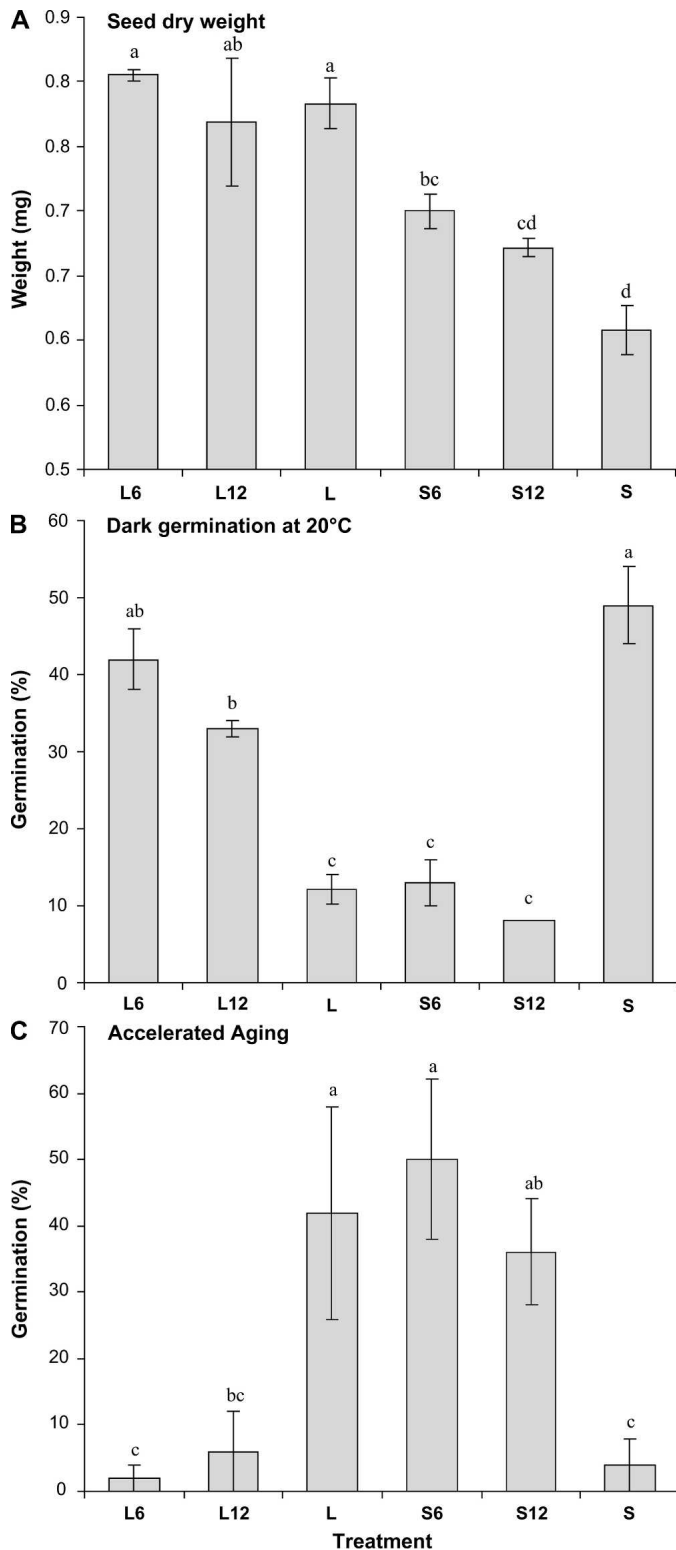 A Seed dry weight
0.9
0.8
0.8
0.7
0.7
0.6
0.6
0.5
Weight (mg)
a
ab
a
bc
cd
d
L6 L12 L S6 S12 S
B Dark germination at 20°C
60
50
40
30
20
10
0
Germination (%)
ab
b
c
c
c
a
L6 L12 L S6 S12 S
C Accelerated Aging
70
60
50
40
30
20
10
0
Germination (%)
c
bc
a
a
ab
c
L6 L12 L S6 S12 S
Treatment